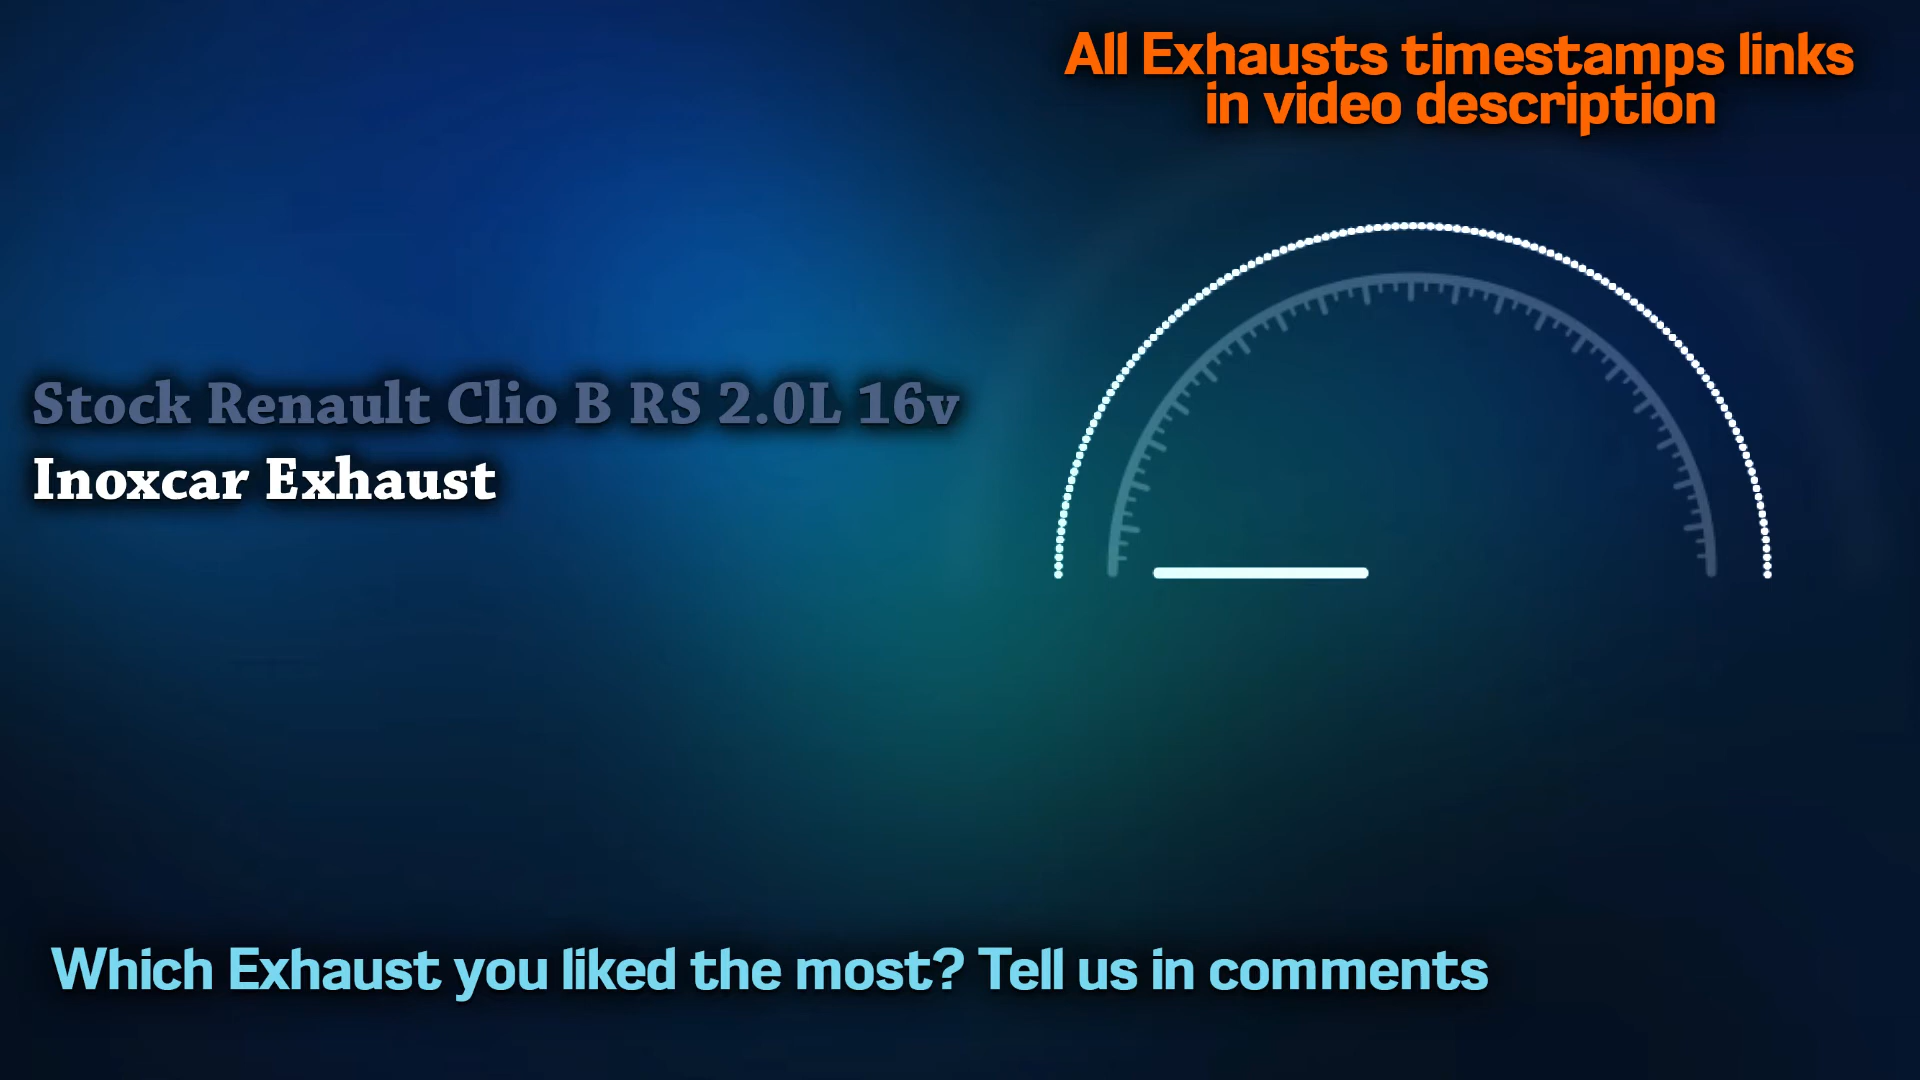 All Exhausts timestamps links
in video description
Stock Renault Clio B RS 2.0L 16v
Inoxcar Exhaust
Which Exhaust you liked the most? Tell us in comments